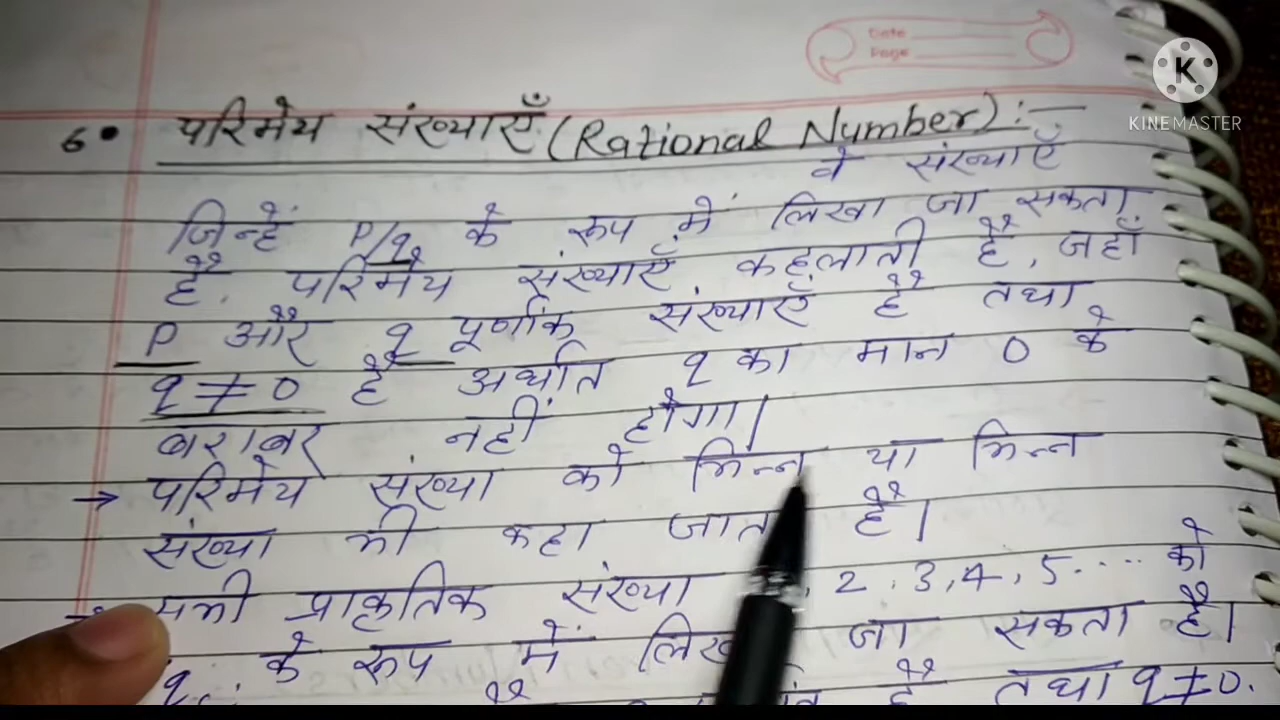 Date
Page
KINEMASTER
6. परिमेय संख्याएँ (Rational Number) :-
वे संख्याएँ
जिन्हें P/q के रूप में लिखा जा सकता
है. परिमेय संख्याएँ कहलाती है, जहाँ
P और q पूर्णांक संख्याएँ है तथा
q ≠ 0 है अर्थात q का मान 0 के
बराबर नहीं होगा।
→ परिमेय संख्या को भिन्न या भिन्न
संख्या भी कहा जाता है।
प्राकृतिक संख्या , 2, 3, 4, 5.... को
q के रूप में जा सकता है।
है तथा q ≠ 0.